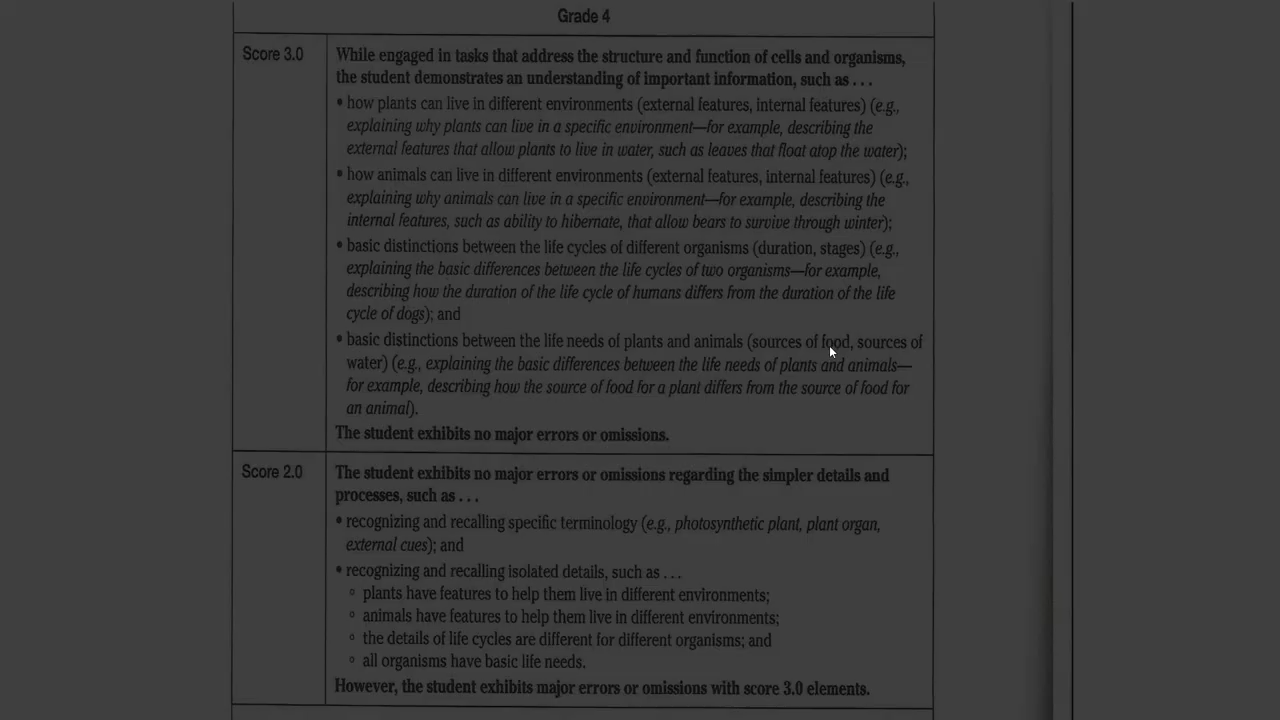 Grade 4
Score 3.0
While engaged in tasks that address the structure and function of cells and organisms,
the student demonstrates an understanding of important information, such as . . .
• how plants can live in different environments (external features, internal features) (e.g.,
explaining why plants can live in a specific environment—for example, describing the
external features that allow plants to live in water, such as leaves that float atop the water);
• how animals can live in different environments (external features, internal features) (e.g.,
explaining why animals can live in a specific environment—for example, describing the
internal features, such as ability to hibernate, that allow bears to survive through winter);
• basic distinctions between the life cycles of different organisms (duration, stages) (e.g.,
explaining the basic differences between the life cycles of two organisms—for example,
describing how the duration of the life cycle of humans differs from the duration of the life
cycle of dogs); and
• basic distinctions between the life needs of plants and animals (sources of food, sources of
water) (e.g., explaining the basic differences between the life needs of plants and animals—
for example, describing how the source of food for a plant differs from the source of food for
an animal).
The student exhibits no major errors or omissions.
Score 2.0
The student exhibits no major errors or omissions regarding the simpler details and
processes, such as . . .
• recognizing and recalling specific terminology (e.g., photosynthetic plant, plant organ,
external cues); and
• recognizing and recalling isolated details, such as . . .
◦ plants have features to help them live in different environments;
◦ animals have features to help them live in different environments;
◦ the details of life cycles are different for different organisms; and
◦ all organisms have basic life needs.
However, the student exhibits major errors or omissions with score 3.0 elements.